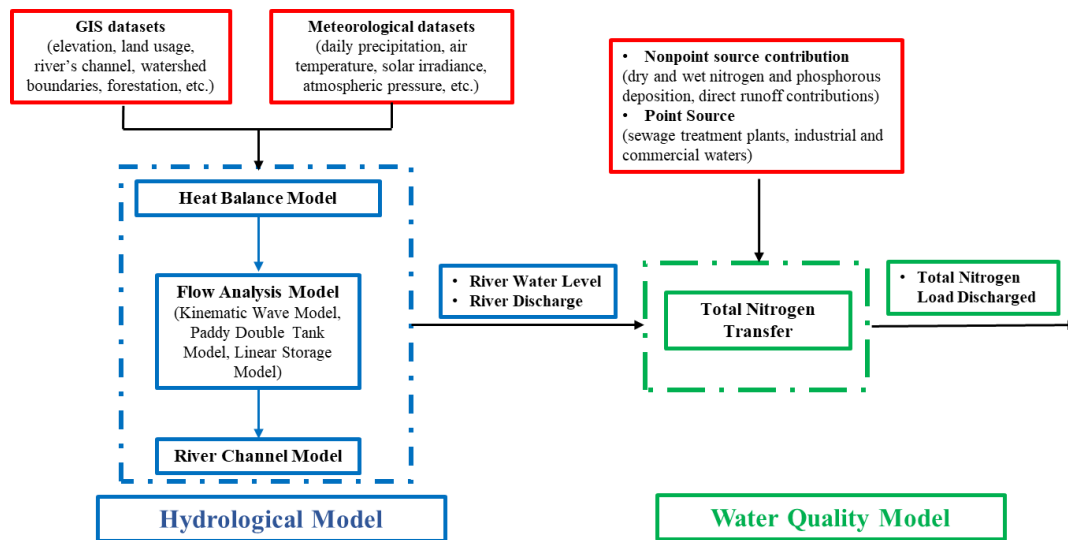 GIS datasets
(elevation, land usage,
river's channel, watershed
boundaries, forestation, etc.)
Meteorological datasets
(daily precipitation, air
temperature, solar irradiance,
atmospheric pressure, etc.)
• Nonpoint source contribution
(dry and wet nitrogen and phosphorous
deposition, direct runoff contributions)
• Point Source
(sewage treatment plants, industrial and
commercial waters)
Heat Balance Model
Flow Analysis Model
(Kinematic Wave Model,
Paddy Double Tank
Model, Linear Storage
Model)
River Channel Model
• River Water Level
• River Discharge
Total Nitrogen
Transfer
• Total Nitrogen
Load Discharged
Hydrological Model
Water Quality Model